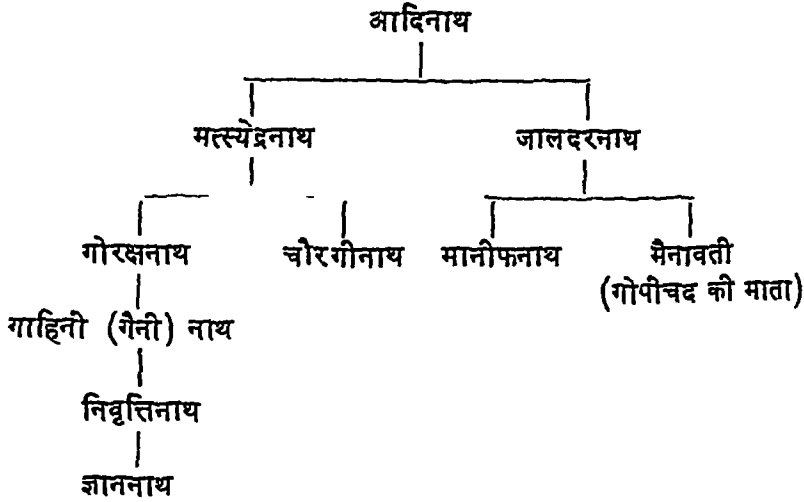 आदिनाथ
मत्स्येद्रनाथ जालदरनाथ
गोरक्षनाथ चोरगीनाथ मानीफनाथ मैनावती
(गोपीचद की माता)
गाहिनी (गैनी) नाथ
निवृत्तिनाथ
ज्ञाननाथ